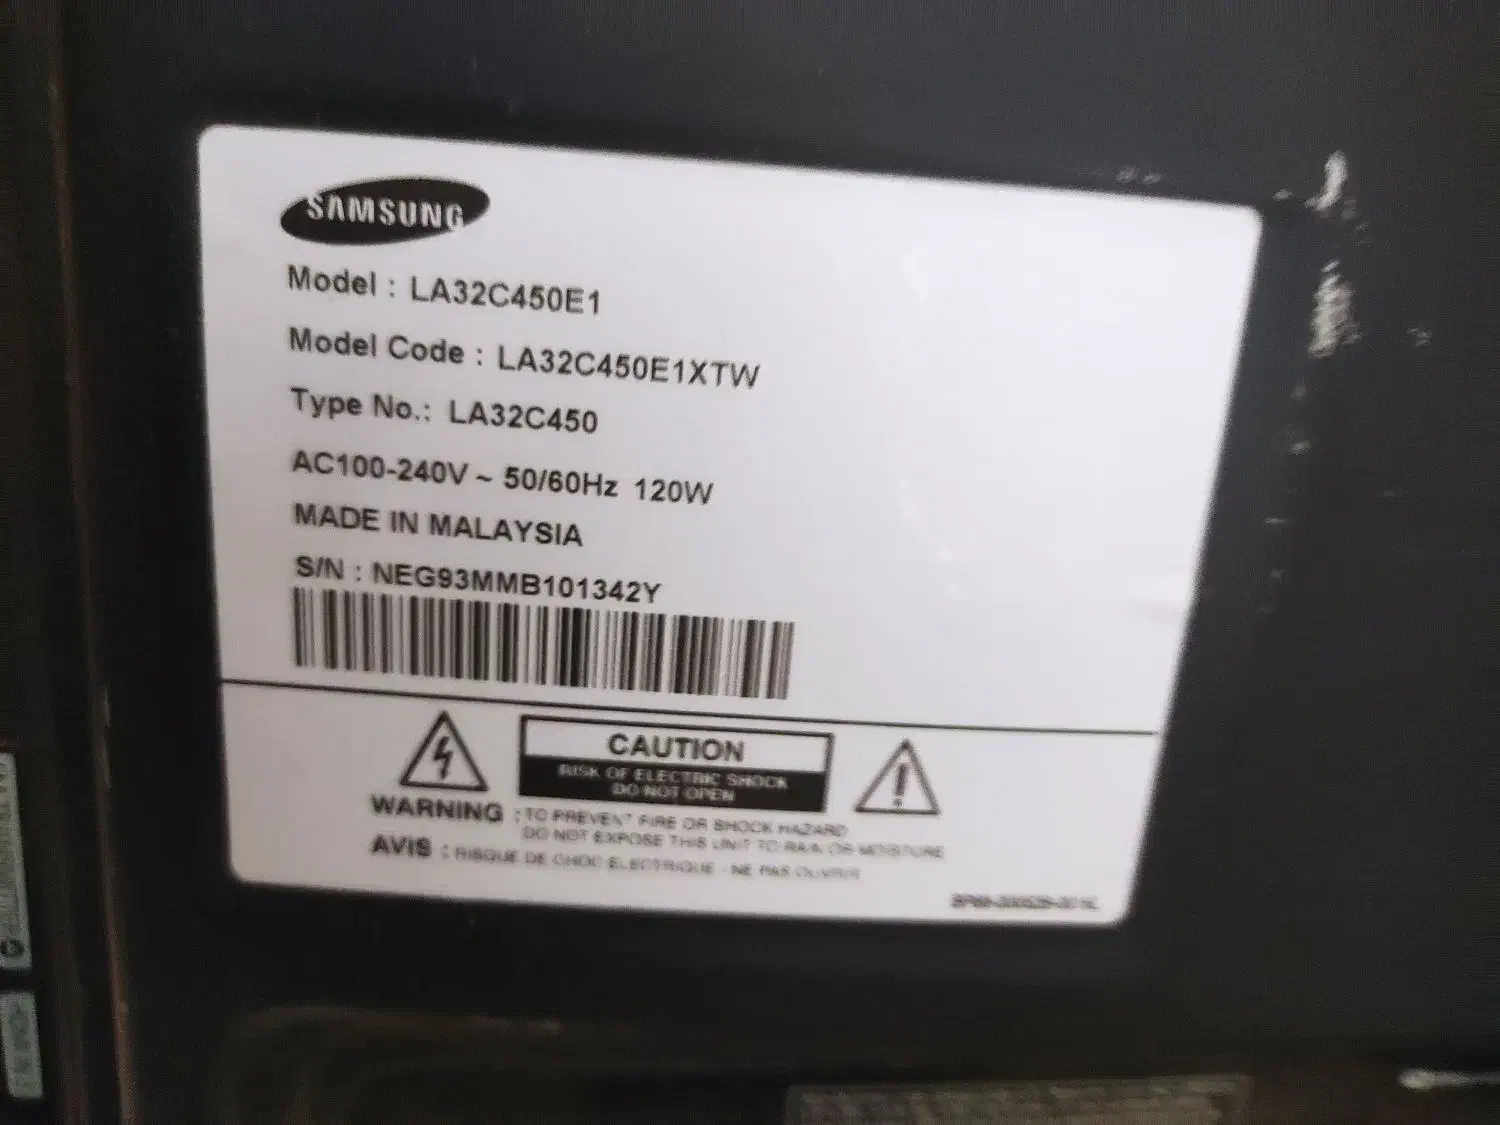 SAMSUNG
Model : LA32C450E1
Model Code : LA32C450E1XTW
Type No.: LA32C450
AC100-240V ~ 50/60Hz 120W
MADE IN MALAYSIA
S/N : NEG93MMB101342Y
CAUTION
RISK OF ELECTRIC SHOCK
DO NOT OPEN
WARNING : TO PREVENT FIRE OR SHOCK HAZARD
DO NOT EXPOSE THIS UNIT TO RAIN OR MOISTURE
AVIS : RISQUE DE CHOC ELECTRIQUE - NE PAS OUVRIR